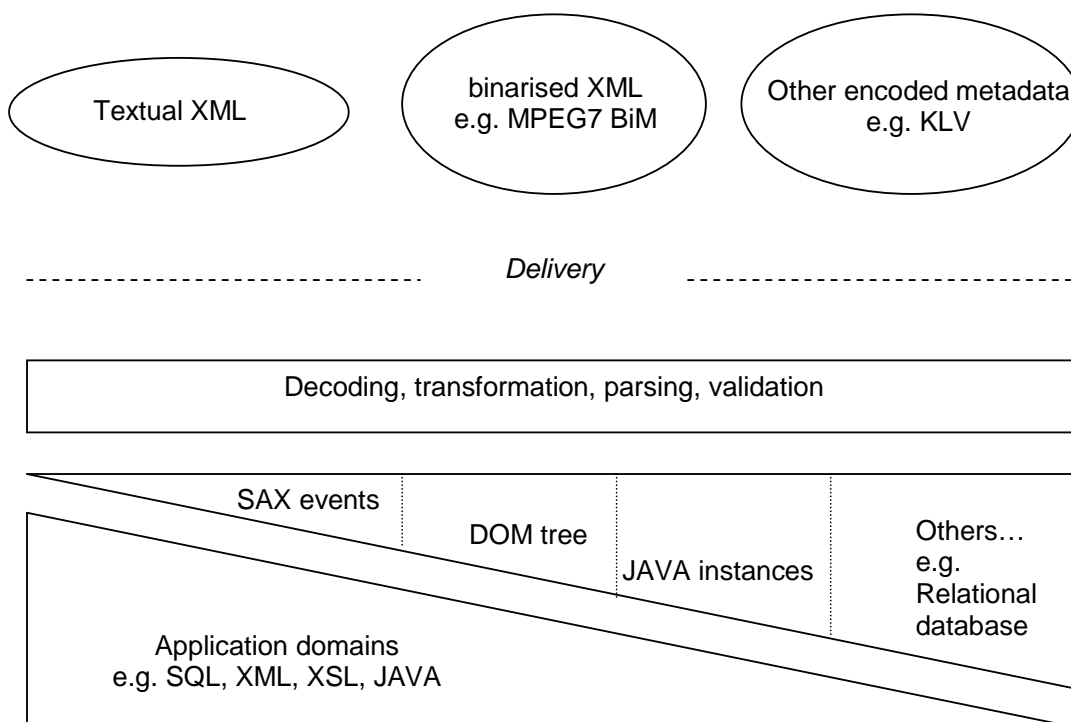 Textual XML
binarised XML
e.g. MPEG7 BiM
Other encoded metadata
e.g. KLV
Delivery
Decoding, transformation, parsing, validation
SAX events
DOM tree
JAVA instances
Others…
e.g.
Relational
database
Application domains
e.g. SQL, XML, XSL, JAVA